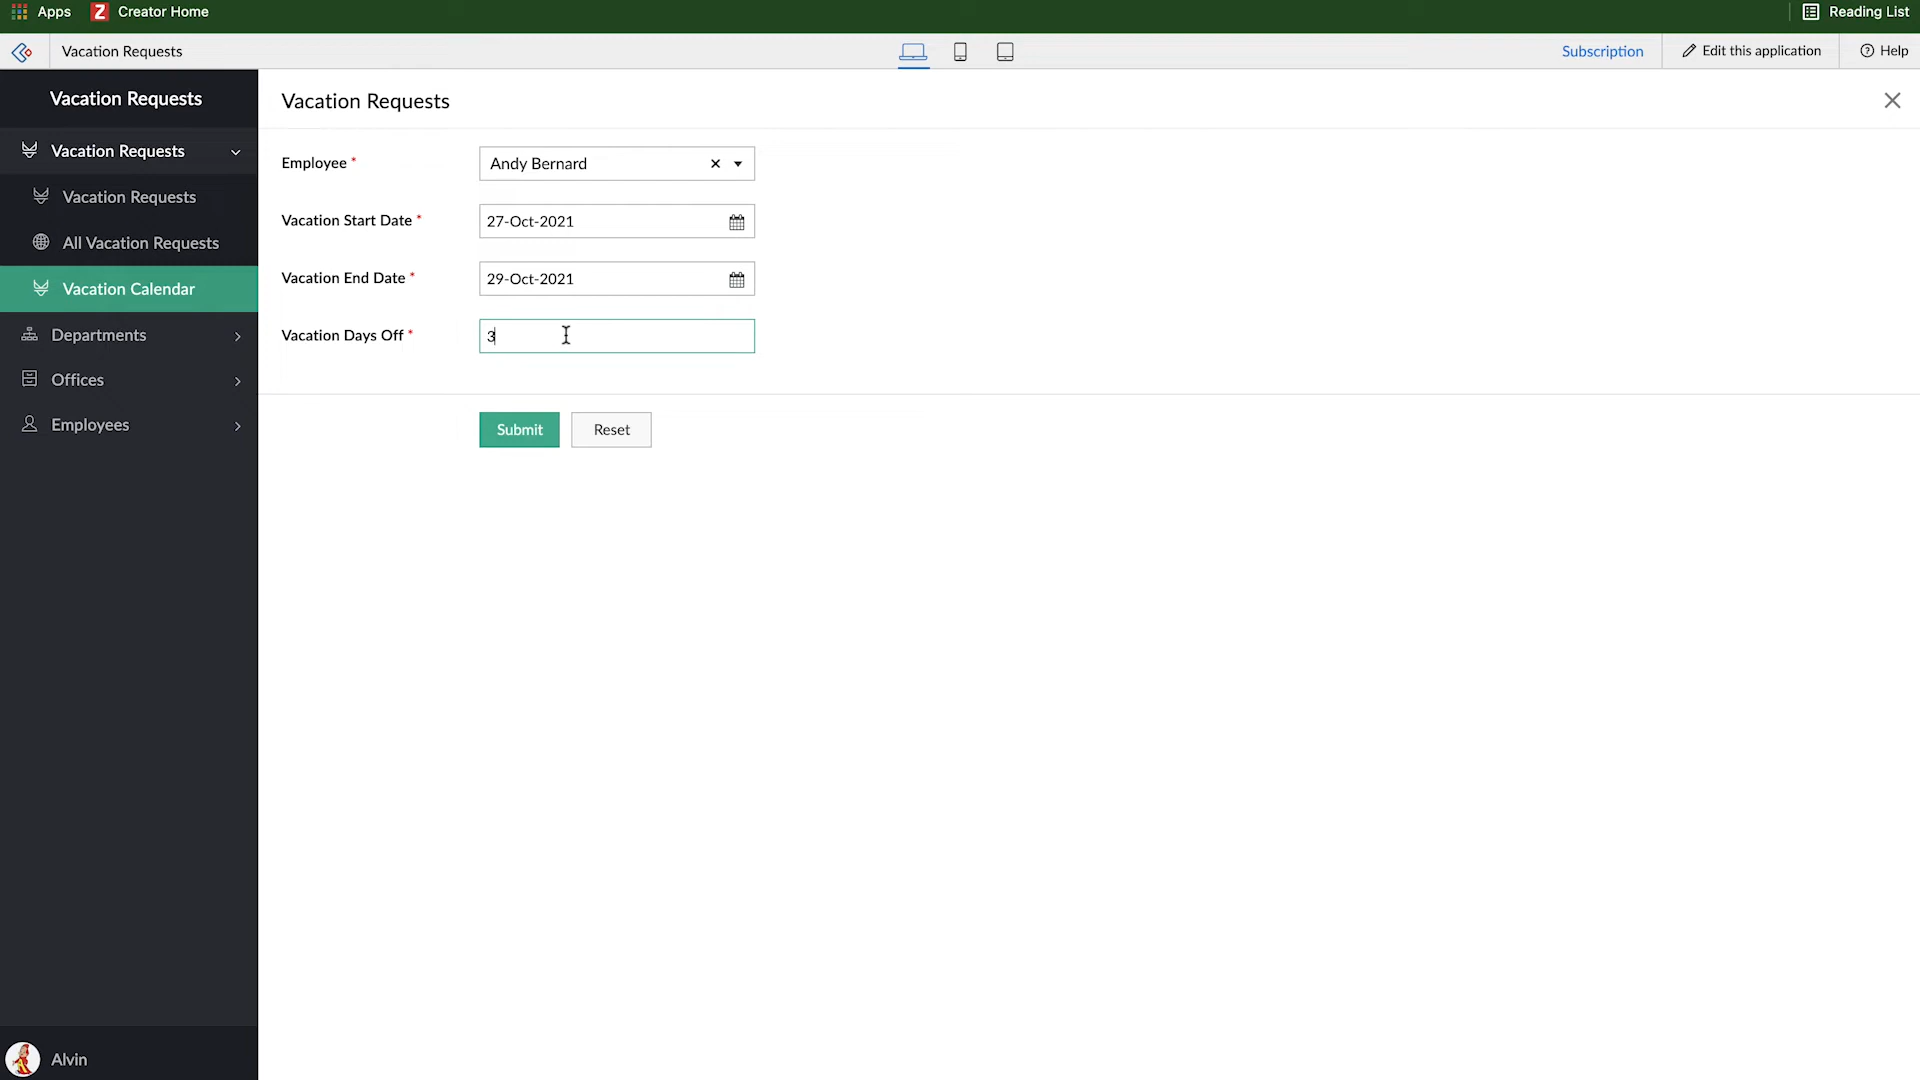 Apps Z Creator Home Reading List
Vacation Requests Subscription Edit this application ? Help
Vacation Requests
Vacation Requests
Vacation Requests
All Vacation Requests
Vacation Calendar
Departments
Offices
Employees
Alvin
Vacation Requests
Employee * Andy Bernard
Vacation Start Date * 27-Oct-2021
Vacation End Date * 29-Oct-2021
Vacation Days Off * 3
Submit Reset